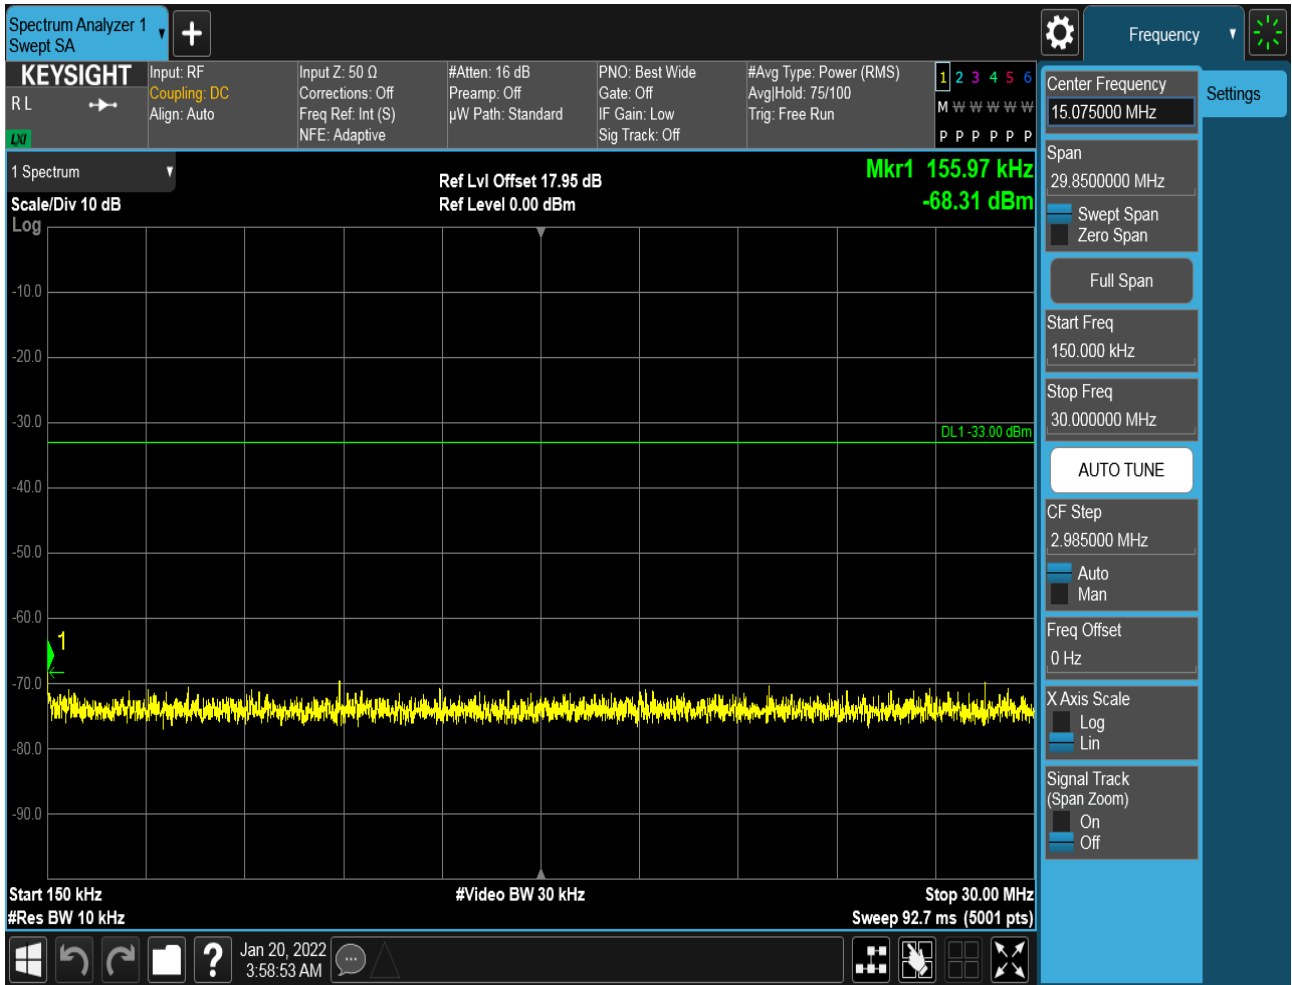 Spectrum Analyzer 1
Swept SA
Frequency
KEYSIGHT
R L
LXI
Input: RF
Coupling: DC
Align: Auto
Input Z: 50 Ω
Corrections: Off
Freq Ref: Int (S)
NFE: Adaptive
#Atten: 16 dB
Preamp: Off
µW Path: Standard
PNO: Best Wide
Gate: Off
IF Gain: Low
Sig Track: Off
#Avg Type: Power (RMS)
Avg|Hold: 75/100
Trig: Free Run
1 2 3 4 5 6
M W W W W W
P P P P P P
1 Spectrum
Scale/Div 10 dB
Log
Ref Lvl Offset 17.95 dB
Ref Level 0.00 dBm
Mkr1 155.97 kHz
-68.31 dBm
-10.0
-20.0
-30.0
DL1 -33.00 dBm
-40.0
-50.0
-60.0
1
-70.0
-80.0
-90.0
Start 150 kHz
#Video BW 30 kHz
Stop 30.00 MHz
#Res BW 10 kHz
Sweep 92.7 ms (5001 pts)
Center Frequency
15.075000 MHz
Settings
Span
29.8500000 MHz
Swept Span
Zero Span
Full Span
Start Freq
150.000 kHz
Stop Freq
30.000000 MHz
AUTO TUNE
CF Step
2.985000 MHz
Auto
Man
Freq Offset
0 Hz
X Axis Scale
Log
Lin
Signal Track
(Span Zoom)
On
Off
?
Jan 20, 2022
3:58:53 AM